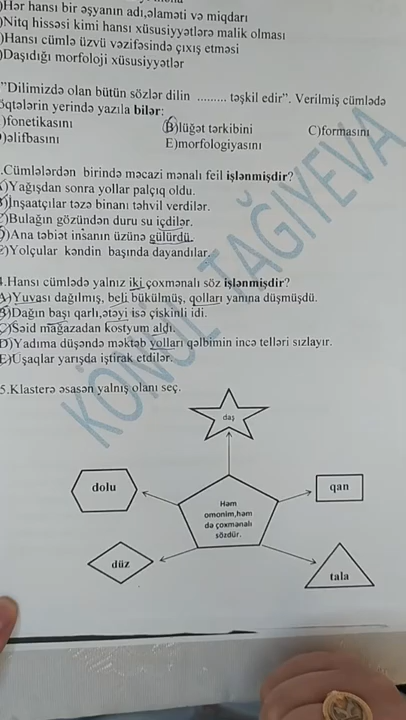 )Hər hansı bir əşyanın adı,əlaməti və miqdarı
)Nitq hissəsi kimi hansı xüsusiyyətlərə malik olması
)Hansı cümlə üzvü vəzifəsində çıxış etməsi
)Daşıdığı morfoloji xüsusiyyətlər
"Dilimizdə olan bütün sözlər dilin ......... təşkil edir". Verilmiş cümlədə
öqtələrin yerində yazıla bilər:
)fonetikasını B)lüğət tərkibini C)formasını
)əlifbasını E)morfologiyasını
.Cümlələrdən birində məcazi mənalı feil işlənmişdir?
A)Yağışdan sonra yollar palçıq oldu.
B)İnşaatçılar təzə binanı təhvil verdilər.
C)Bulağın gözündən duru su içdilər.
D)Ana təbiət insanın üzünə gülürdü.
E)Yolçular kəndin başında dayandılar.
4.Hansı cümlədə yalnız iki çoxmənalı söz işlənmişdir?
A)Yuvası dağılmış, beli bükülmüş, qolları yanına düşmüşdü.
B)Dağın başı qarlı,ətəyi isə çiskinli idi.
C)Səid mağazadan kostyum aldı.
D)Yadıma düşəndə məktəb yolları qəlbimin incə telləri sızlayır.
E)Uşaqlar yarışda iştirak etdilər.
5.Klasterə əsasən yalnış olanı seç.
daş
dolu
qan
Həm
omonim,həm
də çoxmənalı
sözdür.
düz
tala
KÖNÜL TAĞIYEVA